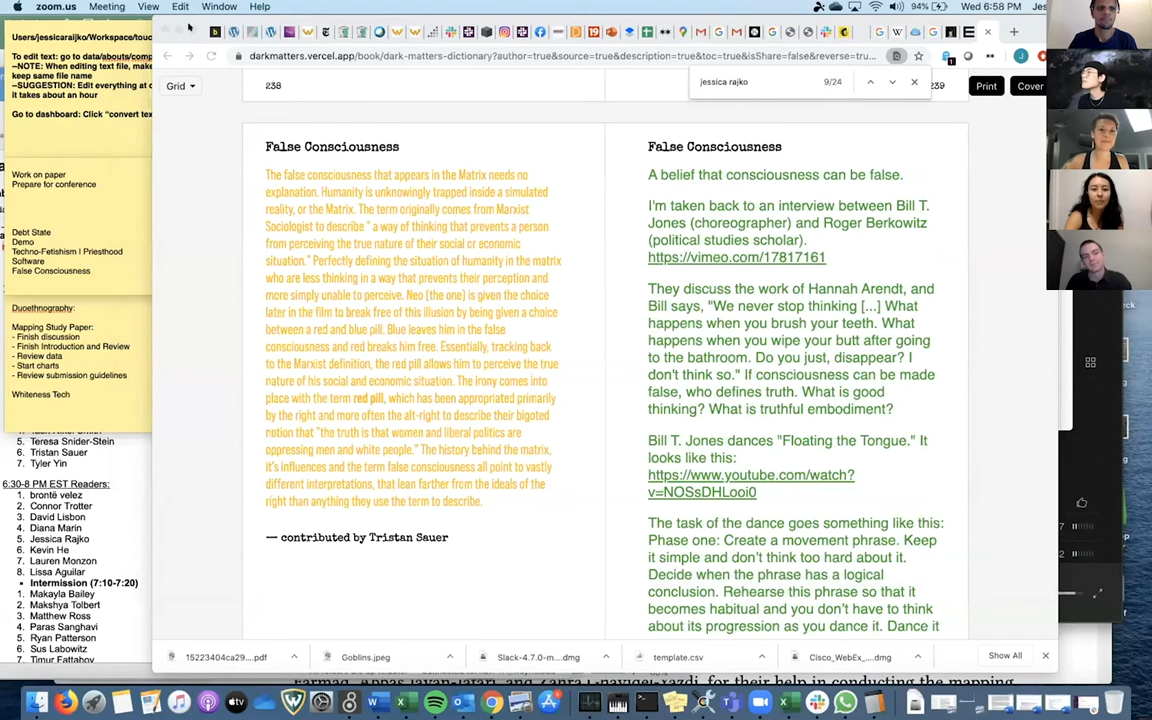 zoom.us Meeting View Edit Window Help
94% Wed 6:58 PM Jes
Users/jessicarajko/Workspace/touc
To edit text: go to data/abouts/comp
–NOTE: When editing text file, make
keep same file name
–SUGGESTION: Edit everything at
it takes about an hour
Go to dashboard: Click “convert tex
Work on paper
Prepare for conference
Debt State
Demo
Techno-Fetishism | Priesthood
Software
False Consciousness
Duoethnography:
Mapping Study Paper:
- Finish discussion
- Finish Introduction and Review
- Review data
- Start charts
- Review submission guidelines
Whiteness Tech
5. Teresa Snider-Stein
6. Tristan Sauer
7. Tyler Yin
6:30-8 PM EST Readers:
1. brontë velez
2. Connor Trotter
3. David Lisbon
4. Diana Marin
5. Jessica Rajko
6. Kevin He
7. Lauren Monzon
8. Lissa Aguilar
• Intermission (7:10-7:20)
1. Makayla Bailey
2. Makshya Tolbert
3. Matthew Ross
4. Paras Sanghavi
5. Ryan Patterson
6. Sus Labowitz
7. Timur Fattahov
darkmatters.vercel.app/book/dark-matters-dictionary?author=true&source=true&description=true&toc=true&isShare=false&reverse=tru...
jessica rajko 9/24
Grid
238
239
Print Cover
False Consciousness
The false consciousness that appears in the Matrix needs no
explanation. Humanity is unknowingly trapped inside a simulated
reality, or the Matrix. The term originally comes from Marxist
Sociologist to describe " a way of thinking that prevents a person
from perceiving the true nature of their social or economic
situation." Perfectly defining the situation of humanity in the matrix
who are less thinking in a way that prevents their perception and
more simply unable to perceive. Neo (the one) is given the choice
later in the film to break free of this illusion by being given a choice
between a red and blue pill. Blue leaves him in the false
consciousness and red breaks him free. Essentially, tracking back
to the Marxist definition, the red pill allows him to perceive the true
nature of his social and economic situation. The irony comes into
place with the term red pill, which has been appropriated primarily
by the right and more often the alt-right to describe their bigoted
notion that "the truth is that women and liberal politics are
oppressing men and white people." The history behind the matrix,
it's influences and the term false consciousness all point to vastly
different interpretations, that lean farther from the ideals of the
right than anything they use the term to describe.
— contributed by Tristan Sauer
False Consciousness
A belief that consciousness can be false.
I'm taken back to an interview between Bill T.
Jones (choreographer) and Roger Berkowitz
(political studies scholar).
https://vimeo.com/17817161
They discuss the work of Hannah Arendt, and
Bill says, "We never stop thinking [...] What
happens when you brush your teeth. What
happens when you wipe your butt after going
to the bathroom. Do you just, disappear? I
don't think so." If consciousness can be made
false, who defines truth. What is good
thinking? What is truthful embodiment?
Bill T. Jones dances "Floating the Tongue." It
looks like this:
https://www.youtube.com/watch?
v=NOSsDHLooi0
The task of the dance goes something like this:
Phase one: Create a movement phrase. Keep
it simple and don’t think too hard about it.
Decide when the phrase has a logical
conclusion. Rehearse this phrase so that it
becomes habitual and you don’t have to think
about its progression as you dance it. Dance it
15223404ca29....pdf
Goblins.jpeg
Slack-4.7.0-m....dmg
template.csv
Cisco_WebEx_....dmg
Show All
for their help in conducting the mapping